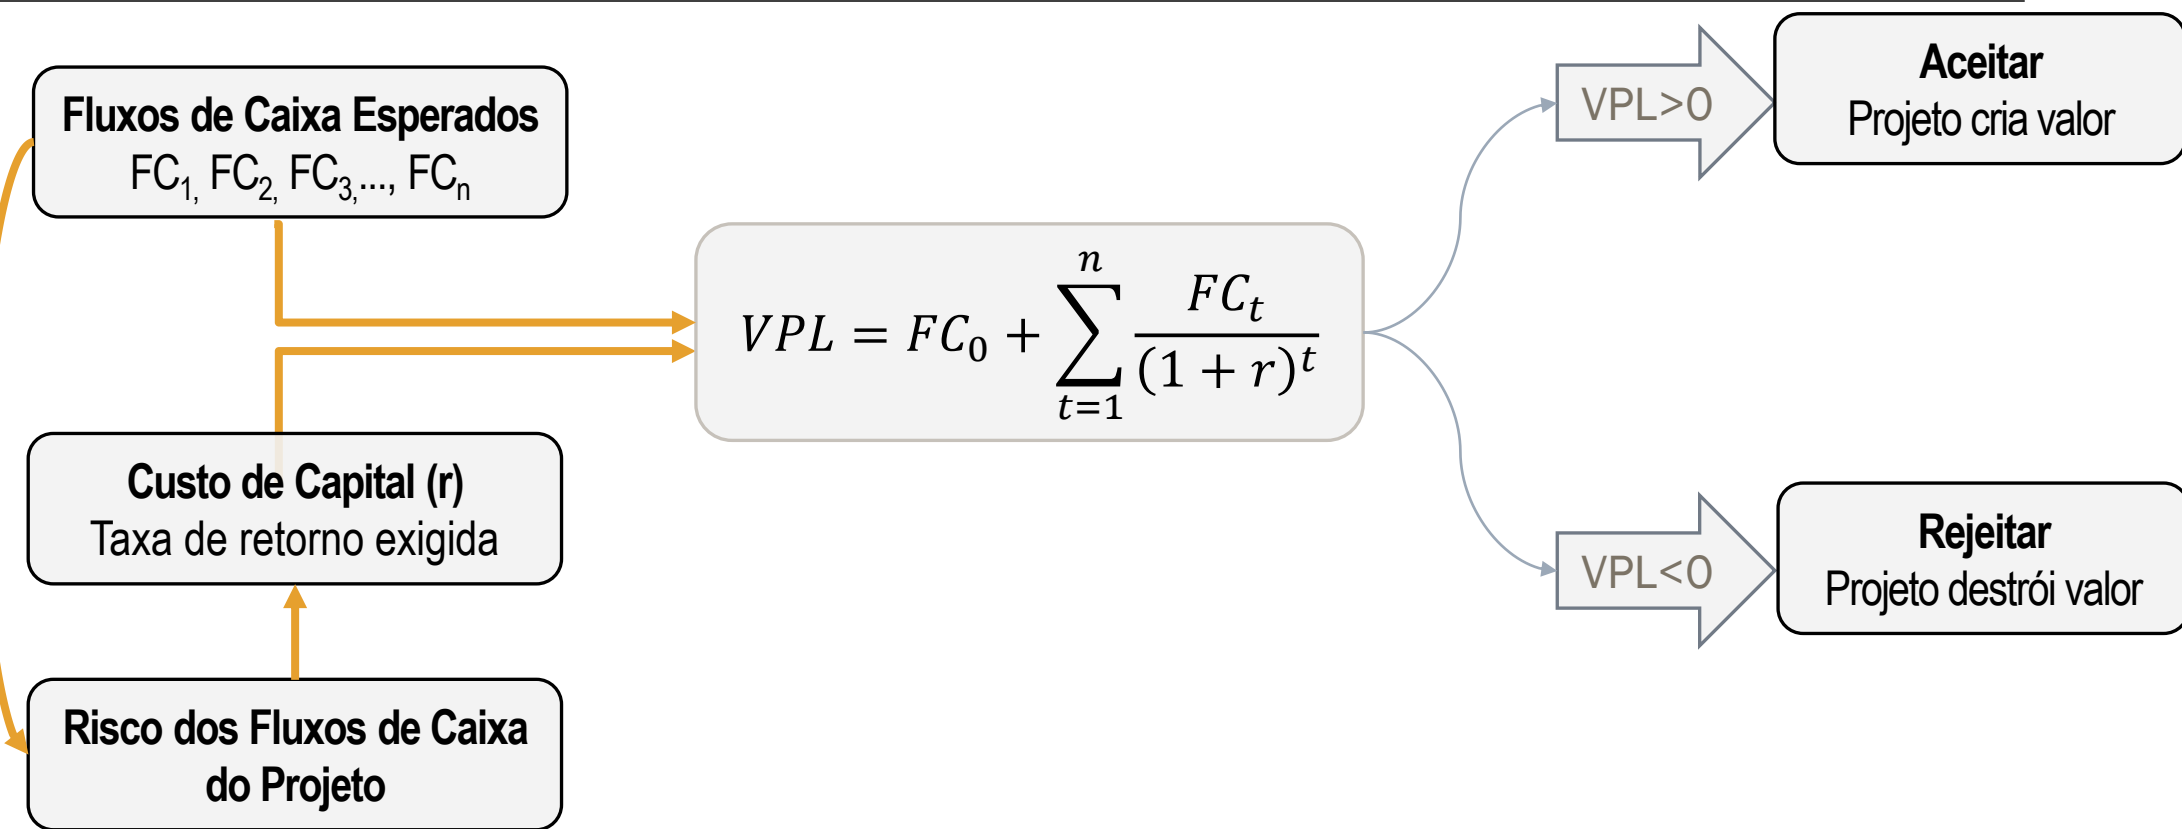 Fluxos de Caixa Esperados
FC₁, FC₂, FC₃,..., FCₙ
Custo de Capital (r)
Taxa de retorno exigida
Risco dos Fluxos de Caixa
do Projeto
VPL = FC₀ + ∑ₜ₌₁ⁿ FCₜ/(1 + r)ᵗ
VPL>0
Aceitar
Projeto cria valor
VPL<0
Rejeitar
Projeto destrói valor